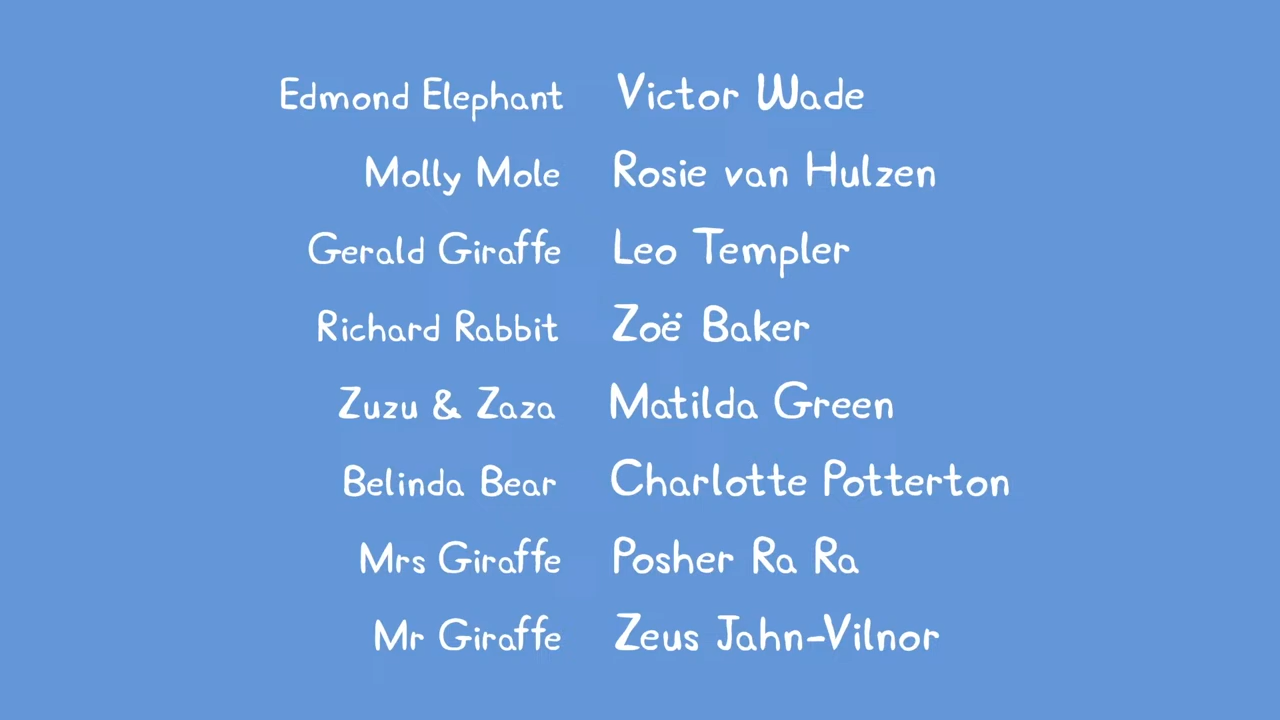 Edmond Elephant Victor Wade
Molly Mole Rosie van Hulzen
Gerald Giraffe Leo Templer
Richard Rabbit Zoë Baker
Zuzu & Zaza Matilda Green
Belinda Bear Charlotte Potterton
Mrs Giraffe Posher Ra Ra
Mr Giraffe Zeus Jahn-Vilnor